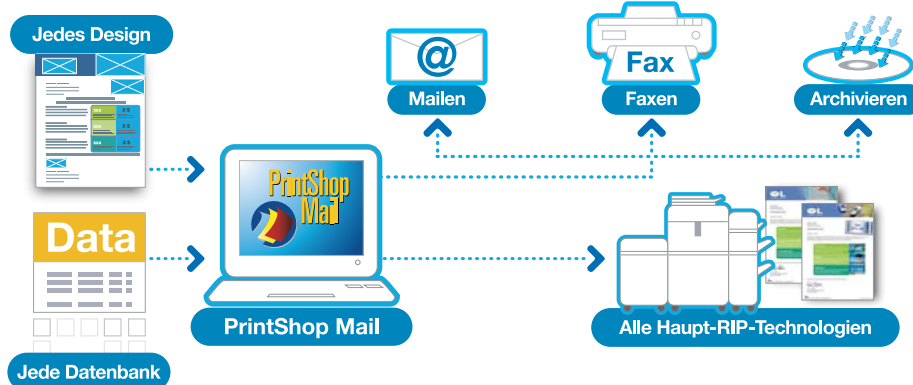 Jedes Design
@
Mailen
Fax
Faxen
Archivieren
PrintShop
Mail
Data
PrintShop Mail
Alle Haupt-RIP-Technologien
Jede Datenbank